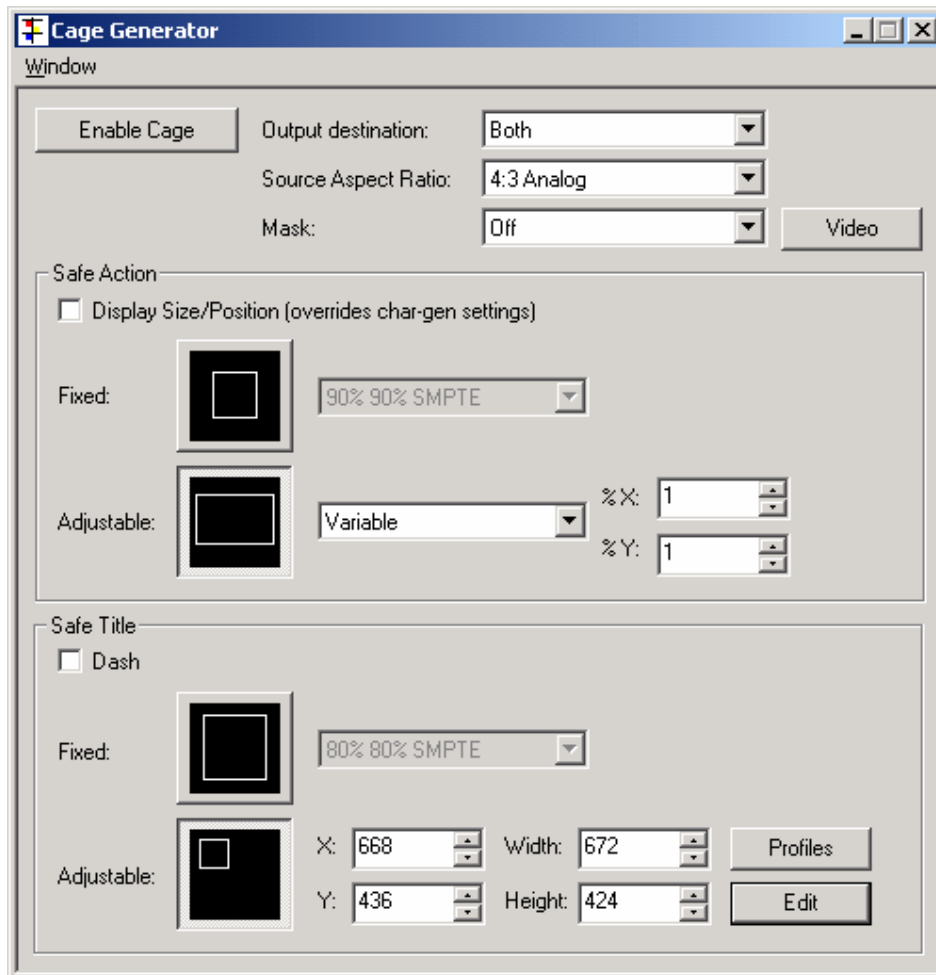 Cage Generator
Window
Enable Cage
Output destination: Both
Source Aspect Ratio: 4:3 Analog
Mask: Off Video
Safe Action
Display Size/Position (overrides char-gen settings)
Fixed: 90% 90% SMPTE
Adjustable: Variable
% X: 1
% Y: 1
Safe Title
Dash
Fixed: 80% 80% SMPTE
Adjustable:
X: 668 Width: 672 Profiles
Y: 436 Height: 424 Edit